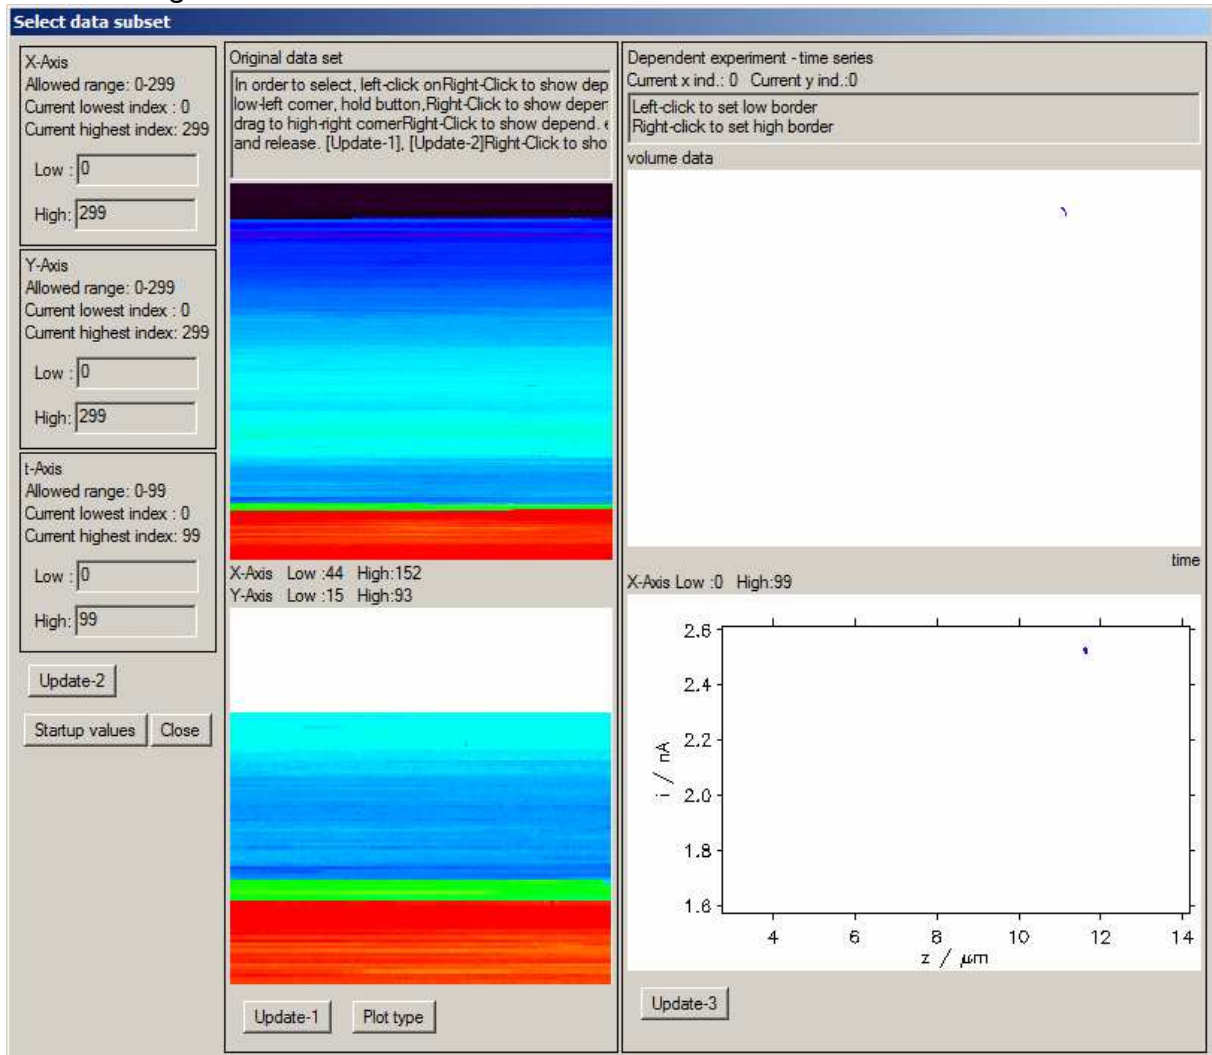 Select data subset
X-Axis
Allowed range: 0-299
Current lowest index : 0
Current highest index: 299
Low : 0
High: 299
Y-Axis
Allowed range: 0-299
Current lowest index : 0
Current highest index: 299
Low : 0
High: 299
t-Axis
Allowed range: 0-99
Current lowest index : 0
Current highest index: 99
Low : 0
High: 99
Update-2
Startup values Close
Original data set
In order to select, left-click onRight-Click to show dep
low-left corner, hold button,Right-Click to show deper
drag to high-right cornerRight-Click to show depend. e
and release. [Update-1], [Update-2]Right-Click to sho
X-Axis Low :44 High:152
Y-Axis Low :15 High:93
Update-1 Plot type
Dependent experiment - time series
Current x ind.: 0 Current y ind.:0
Left-click to set low border
Right-click to set high border
volume data
time
X-Axis Low :0 High:99
2.6
2.4
2.2
2.0
1.8
1.6
i / nA
4 6 8 10 12 14
z / μm
Update-3